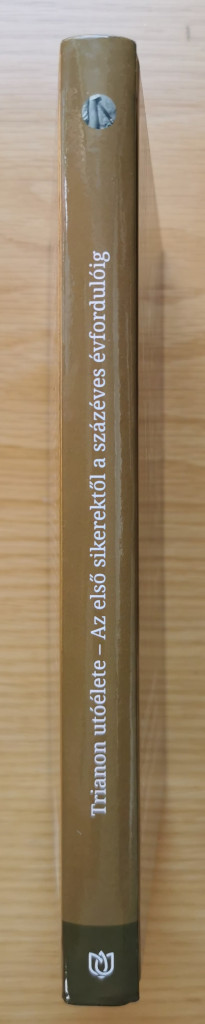 Trianon utóélete – Az első sikerektől a százéves évfordulóig